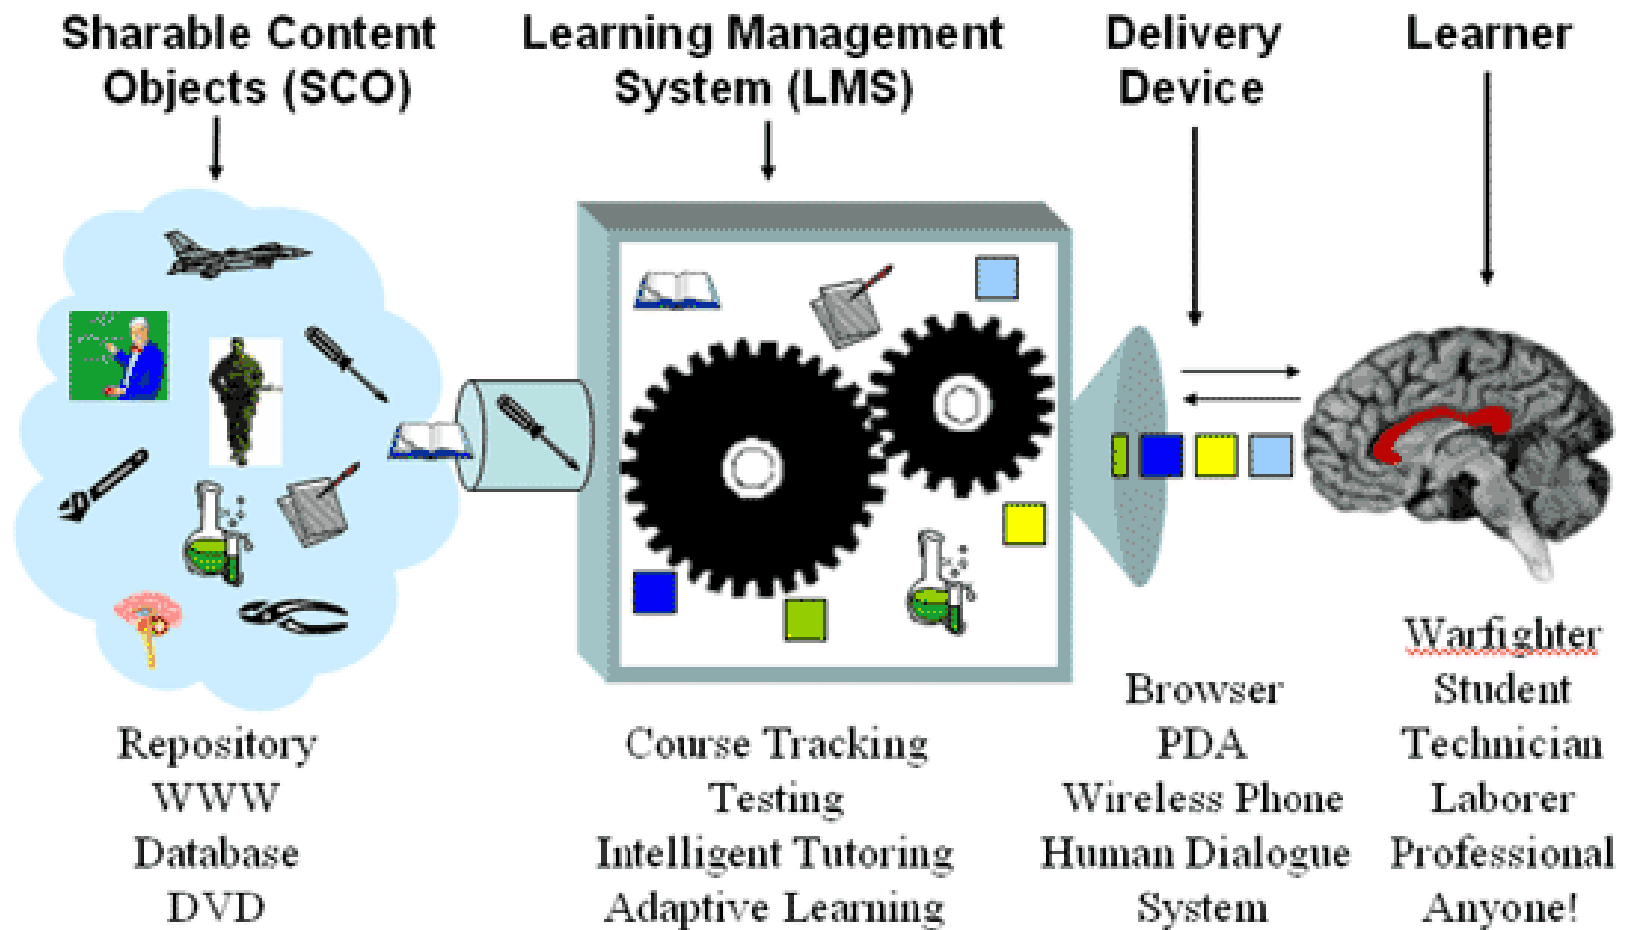 Sharable Content
Objects (SCO)
Learning Management
System (LMS)
Delivery
Device
Learner
Repository
WWW
Database
DVD
Course Tracking
Testing
Intelligent Tutoring
Adaptive Learning
Browser
PDA
Wireless Phone
Human Dialogue
System
Warfighter
Student
Technician
Laborer
Professional
Anyone!